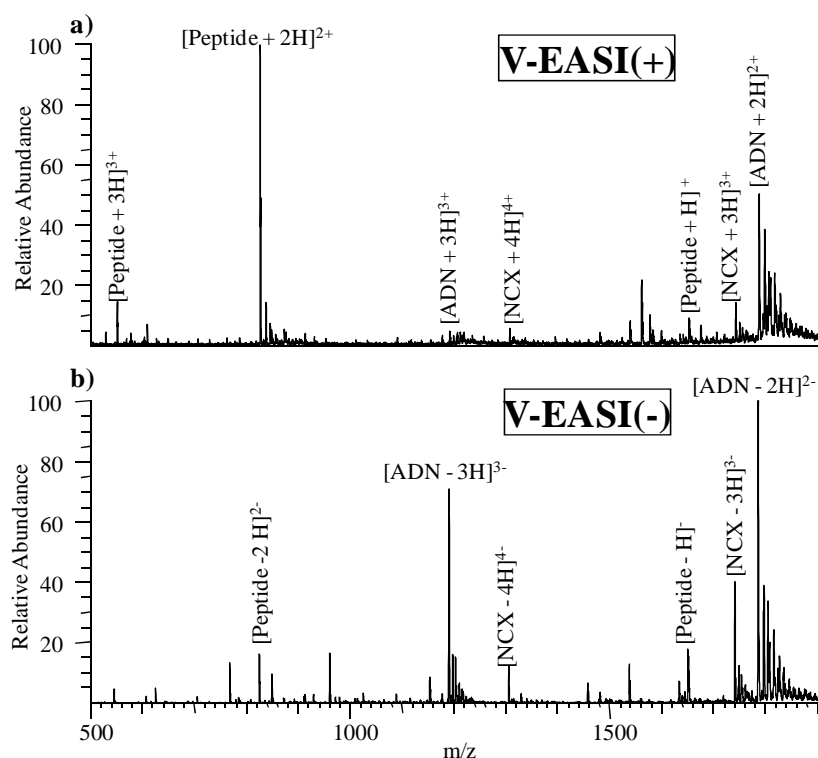 a)
[Peptide + 2H]²⁺
V-EASI(+)
100
80
60
40
20
Relative Abundance
[Peptide + 3H]³⁺
[ADN + 3H]³⁺
[NCX + 4H]⁴⁺
[Peptide + H]⁺
[NCX + 3H]³⁺
[ADN + 2H]²⁺
b)
[ADN - 2H]²⁻
V-EASI(-)
100
80
60
40
20
Relative Abundance
[Peptide -2 H]²⁻
[ADN - 3H]³⁻
[NCX - 4H]⁴⁻
[Peptide - H]⁻
[NCX - 3H]³⁻
500
1000
1500
m/z